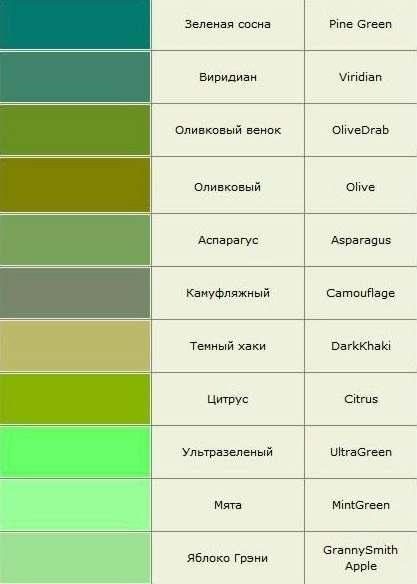 Зеленая сосна Pine Green
Виридиан Viridian
Оливковый венок OliveDrab
Оливковый Olive
Аспарагус Asparagus
Камуфляжный Camouflage
Темный хаки DarkKhaki
Цитрус Citrus
Ультразеленый UltraGreen
Мята MintGreen
Яблоко Грэни GrannySmith
Apple